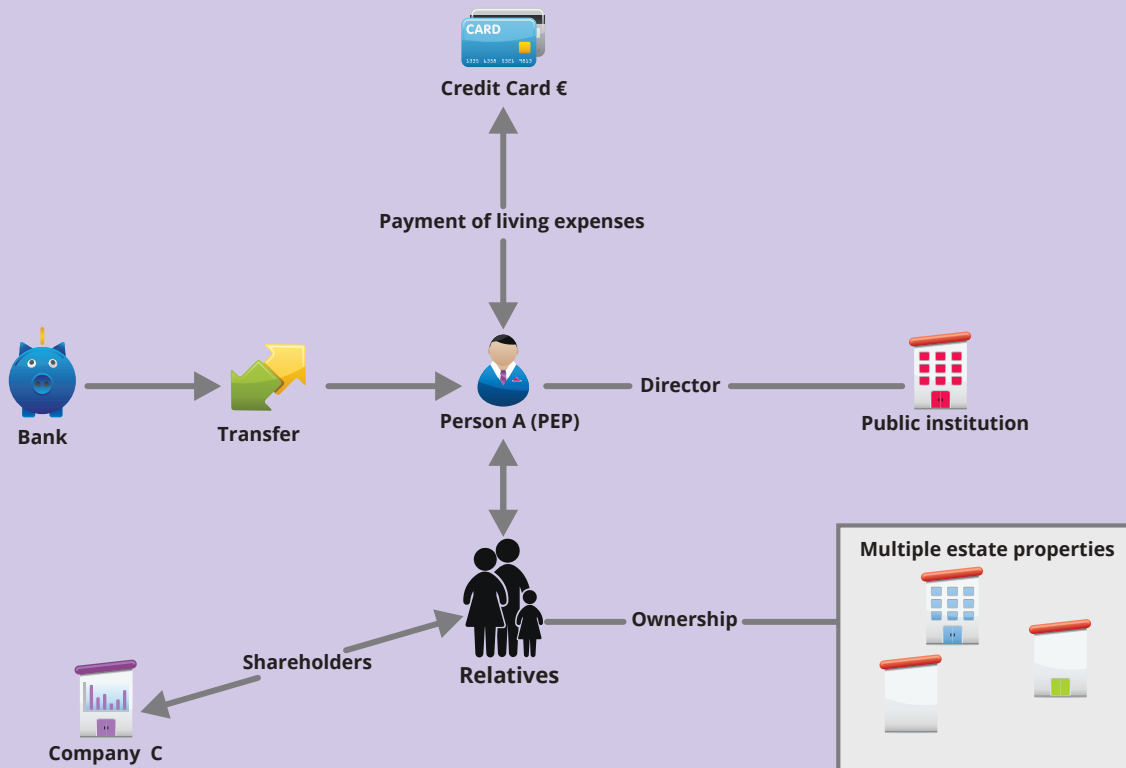 CARD
Credit Card €
Payment of living expenses
Bank
Transfer
Person A (PEP)
Director
Public institution
Multiple estate properties
Ownership
Relatives
Shareholders
Company C